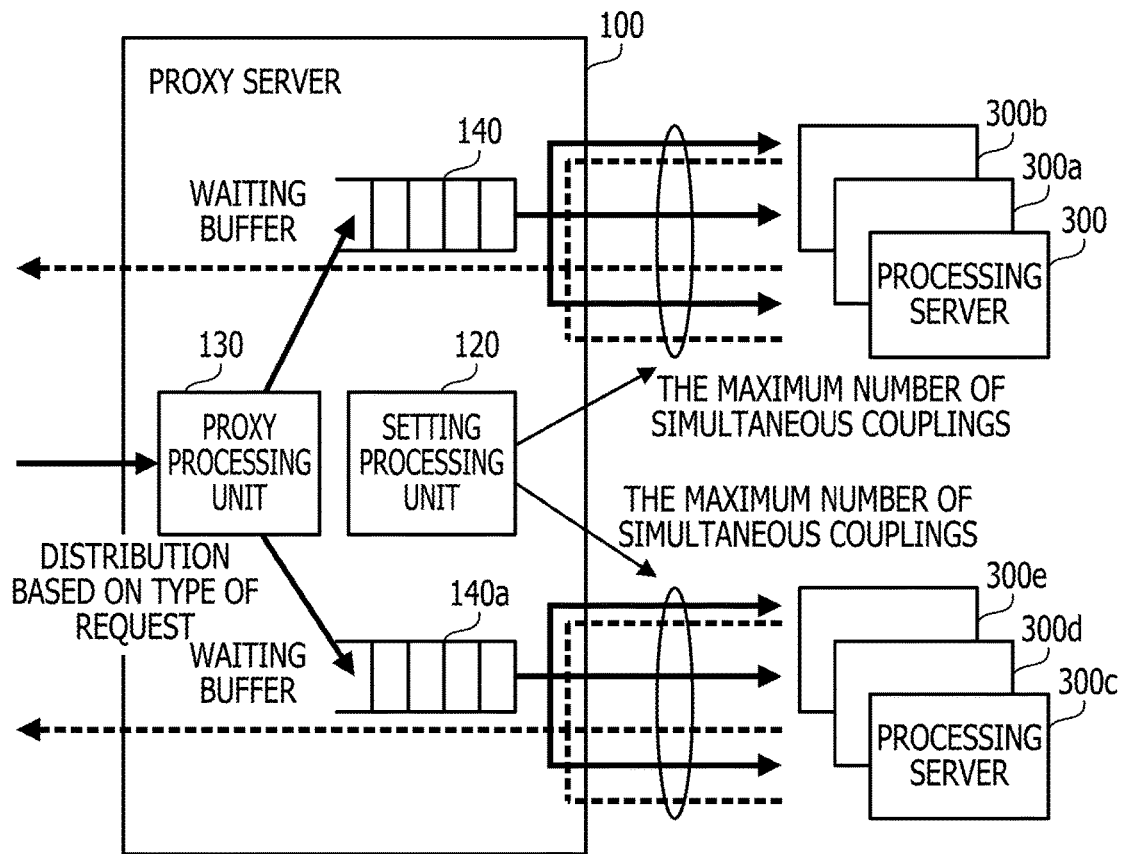 100
PROXY SERVER
140
WAITING
BUFFER
300b
300a
300
PROCESSING
SERVER
130
PROXY
PROCESSING
UNIT
120
SETTING
PROCESSING
UNIT
THE MAXIMUM NUMBER OF
SIMULTANEOUS COUPLINGS
THE MAXIMUM NUMBER OF
SIMULTANEOUS COUPLINGS
DISTRIBUTION
BASED ON TYPE OF
REQUEST
140a
WAITING
BUFFER
300e
300d
300c
PROCESSING
SERVER